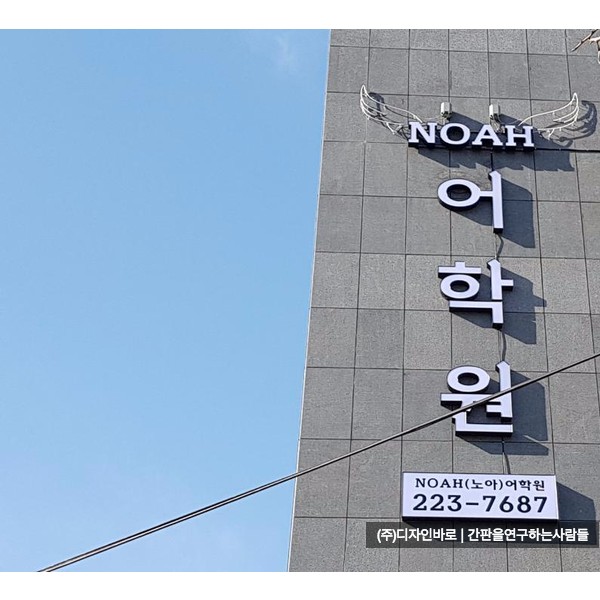 NOAH
어
학
원
NOAH(노아)어학원
223-7687
(주)디자인바로 | 간판을연구하는사람들